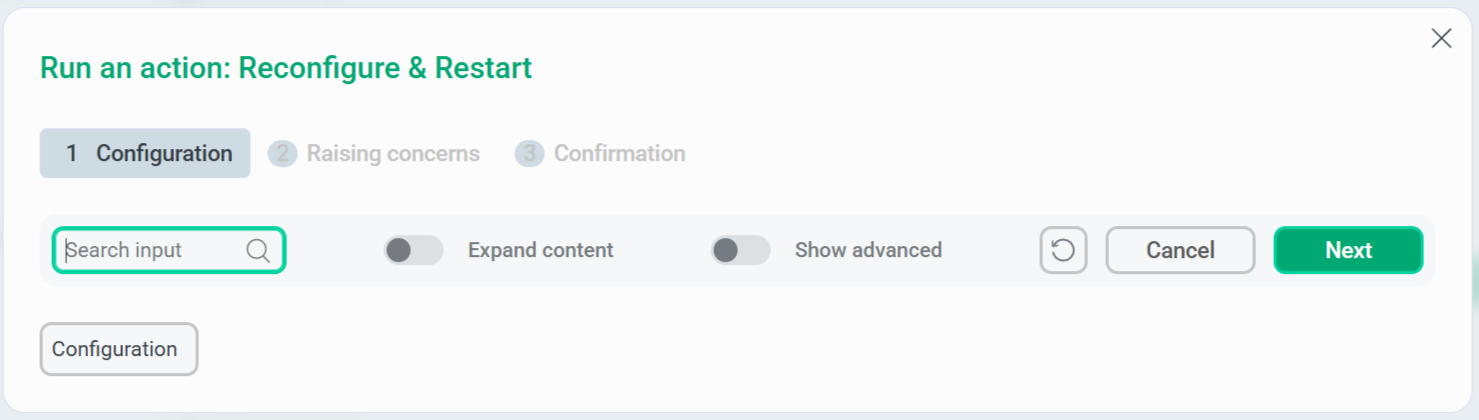 Run an action: Reconfigure & Restart
1 Configuration 2 Raising concerns 3 Confirmation
Search input Expand content Show advanced Cancel Next
Configuration